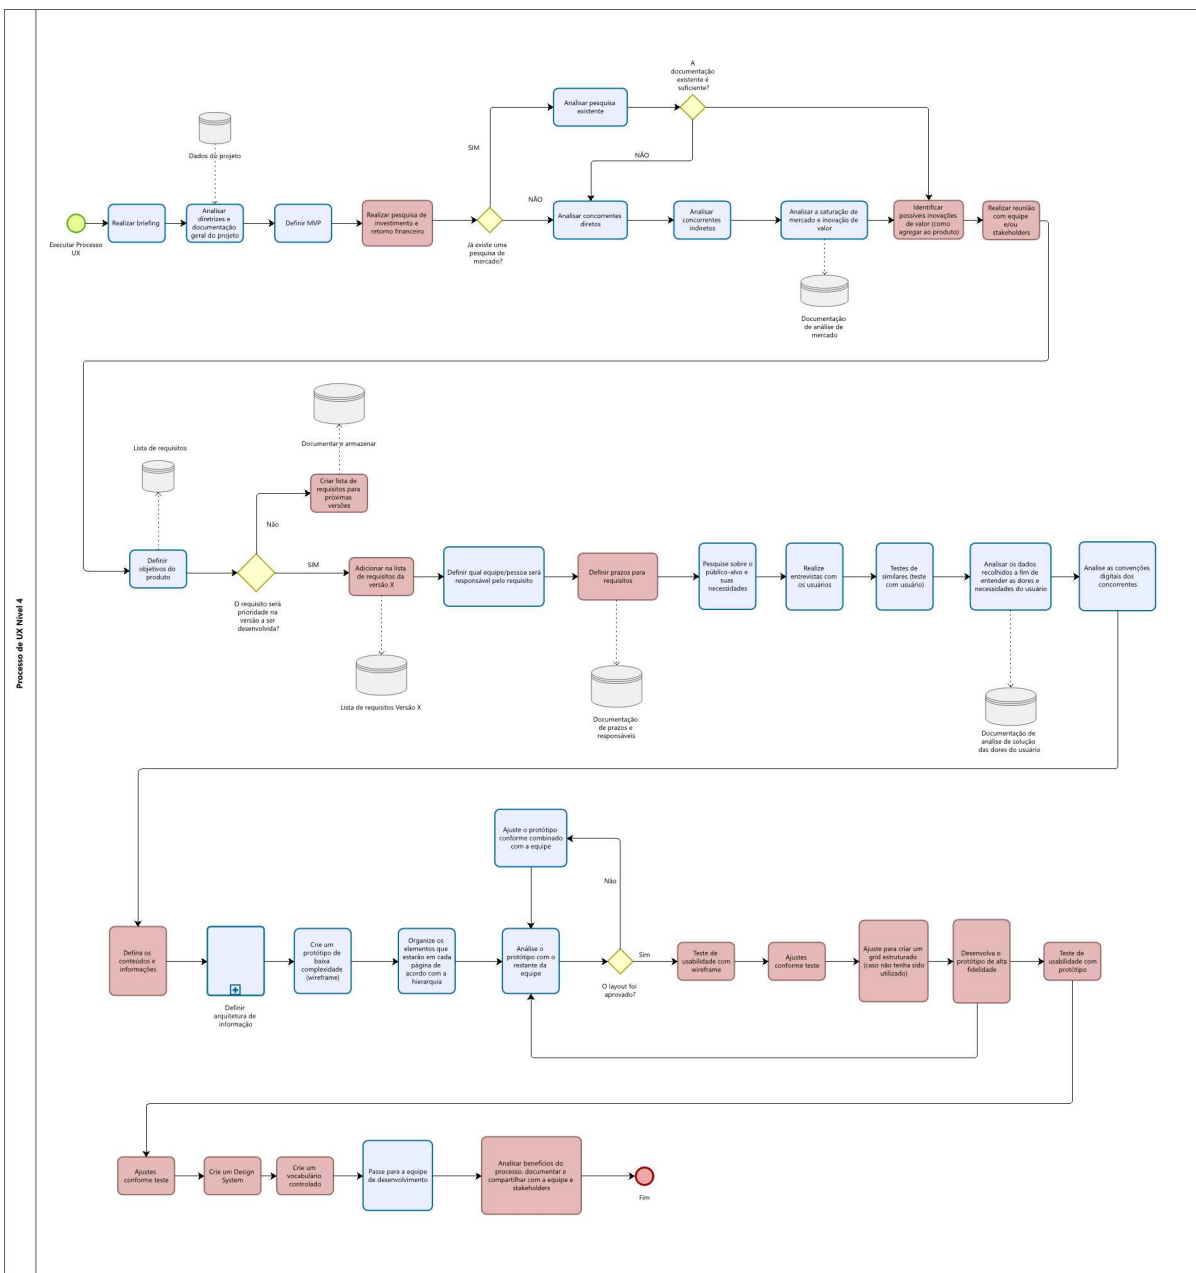 Processo de UX Nivel 4
A
documentação
existente é
suficiente?
Analisar pesquisa
existente
SIM
NÃO
Dados do projeto
Executar Processo
UX
Realizar briefing
Analisar
diretrizes e
documentação
geral do projeto
Definir MVP
Realizar pesquisa de
investimento e
retorno financeiro
Já existe uma
pesquisa de
mercado?
NÃO
Analisar concorrentes
diretos
Analisar
concorrentes
indiretos
Analisar a saturação de
mercado e inovação de
valor
Identificar
possíveis inovações
de valor (como
agregar ao produto)
Realizar reunião
com equipe
e/ou
stakeholders
Documentação
de análise de
mercado
Lista de requisitos
Documentar e armazenar
Criar lista de
requisitos para
próximas
versões
Não
Definir
objetivos do
produto
O requisito será
prioridade na
versão a ser
desenvolvida?
SIM
Adicionar na lista
de requisitos da
versão X
Definir qual equipe/pessoa será
responsável pelo requisito
Definir prazos para
requisitos
Pesquise sobre o
público-alvo e
suas
necessidades
Realize
entrevistas com
os usuários
Testes de
similares (teste
com usuário)
Analisar os dados
recolhidos a fim de
entender as dores e
necessidades do usuário
Analise as convenções
digitais dos
concorrentes
Lista de requisitos Versão X
Documentação
de prazos e
responsáveis
Documentação de
análise de solução
das dores do usuário
Ajuste o protótipo
conforme combinado
com a equipe
Não
Defina os
conteúdos e
informações
Definir
arquitetura de
informação
Crie um
protótipo de
baixa
complexidade
(wireframe)
Organize os
elementos que
estarão em cada
página de
acordo com a
hierarquia
Análise o
protótipo com o
restante da
equipe
O layout foi
aprovado?
Sim
Teste de
usabilidade com
wireframe
Ajustes
conforme teste
Ajuste para criar um
grid estruturado
(caso não tenha sido
utilizado)
Desenvolva o
protótipo de alta
fidelidade
Teste de
usabilidade com
protótipo
Ajustes
conforme teste
Crie um Design
System
Crie um
vocabulário
controlado
Passe para a equipe
de desenvolvimento
Analisar benefícios do
processo, documentar e
compartilhar com a equipe e
stakeholders
Fim